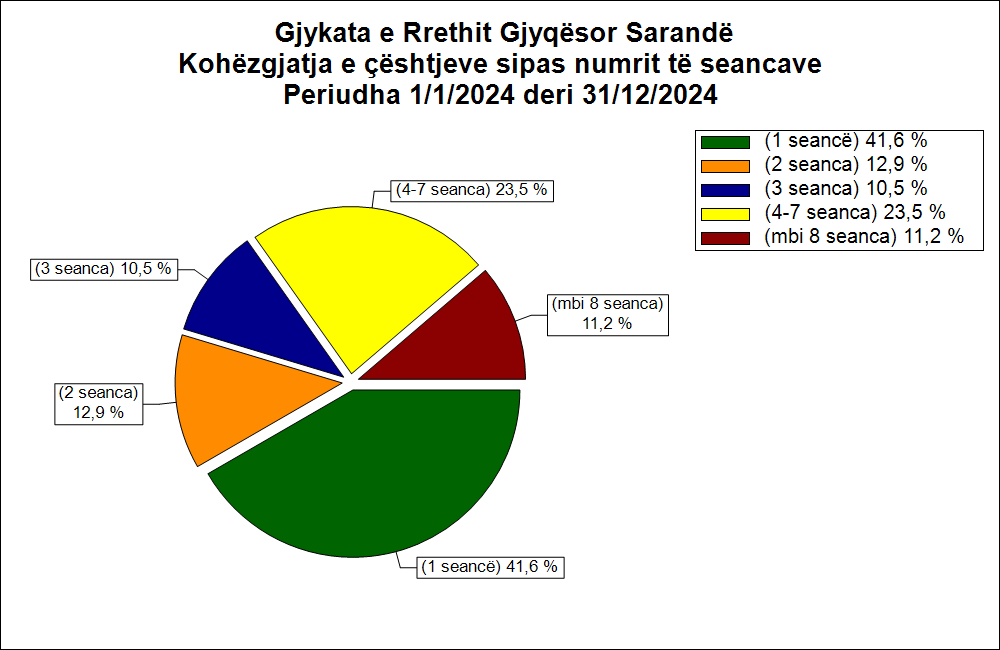 Gjykata e Rrethit Gjyqësor Sarandë
Kohëzgjatja e çështjeve sipas numrit të seancave
Periudha 1/1/2024 deri 31/12/2024
(1 seancë) 41,6 %
(2 seanca) 12,9 %
(3 seanca) 10,5 %
(4-7 seanca) 23,5 %
(mbi 8 seanca) 11,2 %
(4-7 seanca) 23,5 %
(3 seanca) 10,5 %
(mbi 8 seanca)
11,2 %
(2 seanca)
12,9 %
(1 seancë) 41,6 %